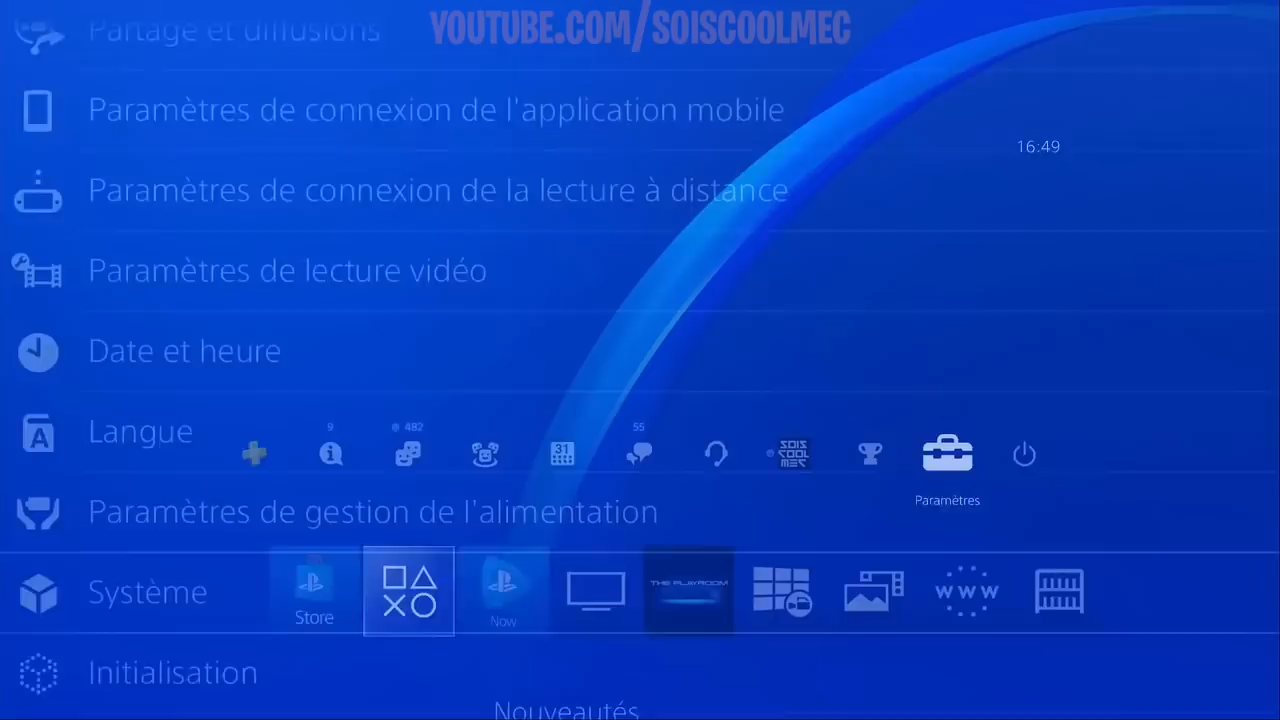 YOUTUBE.COM/SOISCOOLMEC
Partage et diffusions
Paramètres de connexion de l'application mobile
16:49
Paramètres de connexion de la lecture à distance
Paramètres de lecture vidéo
Date et heure
Langue
9
482
31
55
SOIS COOL MEC
Paramètres
Paramètres de gestion de l'alimentation
Système
Store
Now
THE PLAYROOM
WWW
Initialisation
Nouveautés